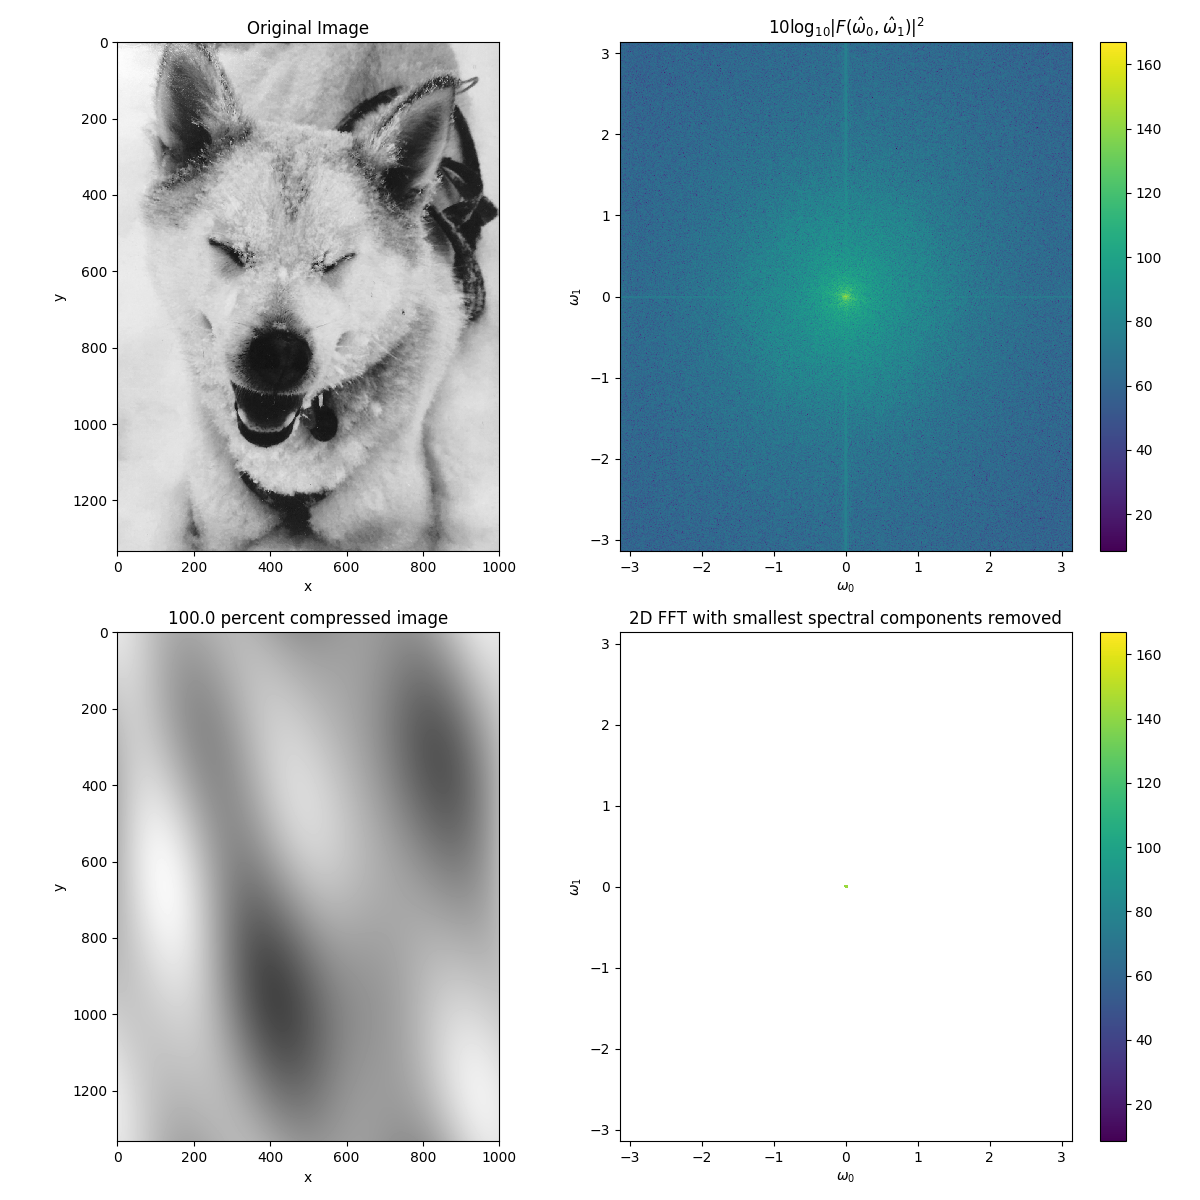 Original Image
0
200
400
600
800
1000
1200
y
0 200 400 600 800 1000
x
10log₁₀|F(ω̂₀, ω̂₁)|²
3
2
1
0
−1
−2
−3
ω₁
−3 −2 −1 0 1 2 3
ω₀
160
140
120
100
80
60
40
20
100.0 percent compressed image
0
200
400
600
800
1000
1200
y
0 200 400 600 800 1000
x
2D FFT with smallest spectral components removed
3
2
1
0
−1
−2
−3
ω₁
−3 −2 −1 0 1 2 3
ω₀
160
140
120
100
80
60
40
20